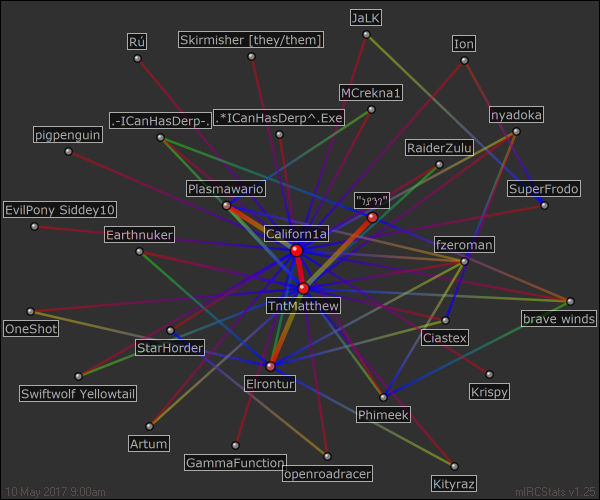 JaLK
Rú
Skirmisher [they/them]
Ion
MCrekna1
.-ICanHasDerp-.
.*ICanHasDerp^.Exe
nyadoka
pigpenguin
RaiderZulu
Plasmawario
SuperFrodo
EvilPony Siddey10
Earthnuker
Californ1a
fzeroman
TntMatthew
OneShot
brave winds
StarHorder
Ciastex
Swiftwolf Yellowtail
Elrontur
Krispy
Phimeek
Artum
GammaFunction
openroadracer
Kityraz
10 May 2017 9:00am
mIRCStats v1.25